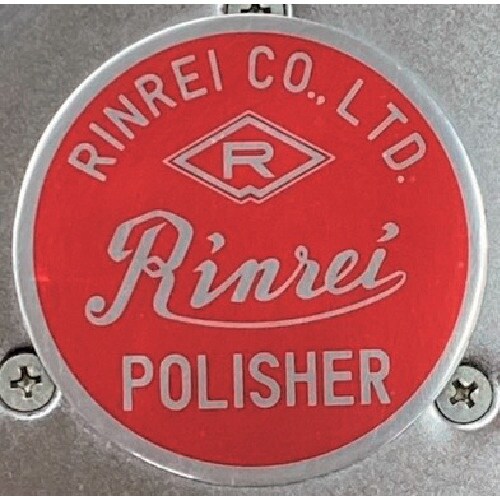 RINREI CO., LTD.
R
Rinrei
POLISHER